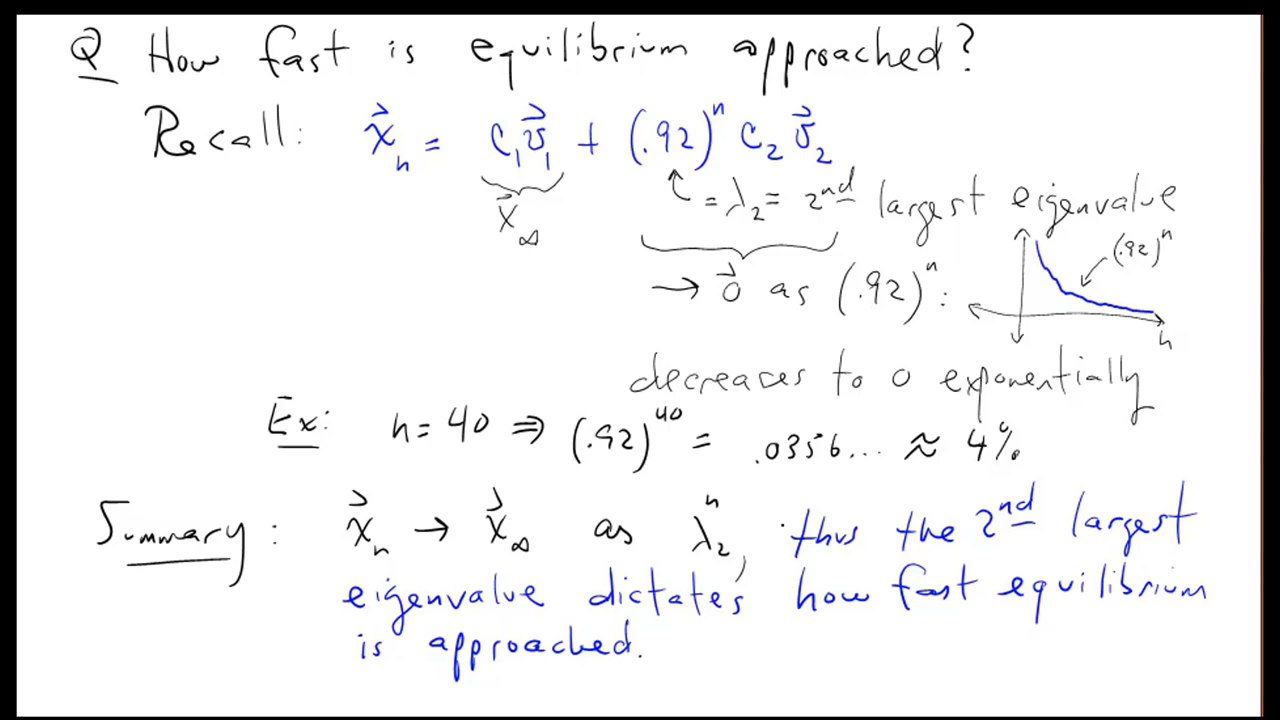 Q How fast is equilibrium approached?
Recall: x⃗ₙ = c₁v⃗₁ + (.92)ⁿ c₂ v⃗₂
x⃗∞
= λ₂ = 2nd largest eigenvalue
→ 0⃗ as (.92)ⁿ:
(.92)ⁿ
n
decreases to 0 exponentially
Ex: n = 40 ⇒ (.92)⁴⁰ = .0356... ≈ 4%
Summary: x⃗ₙ → x⃗∞ as λ₂ⁿ, thus the 2nd largest
eigenvalue dictates how fast equilibrium
is approached.